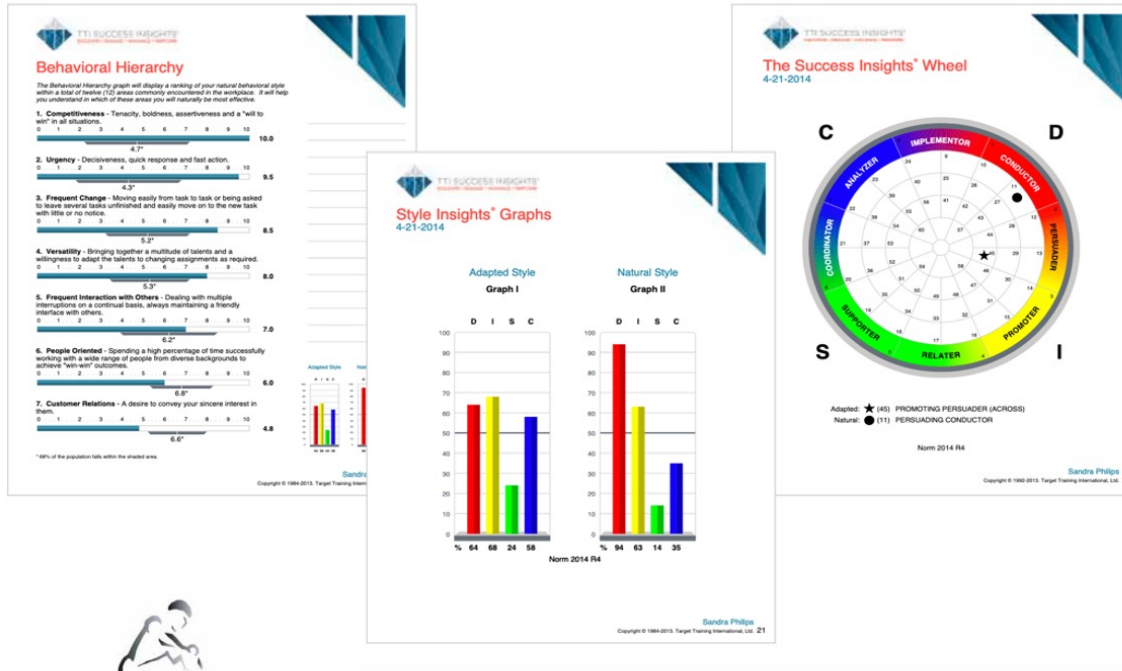 TTI SUCCESS INSIGHTS
Behavioral Hierarchy
The Behavioral Hierarchy graph will display a ranking of your natural behavioral style
within a total of twelve (12) areas commonly encountered in the workplace. It will help
you understand in which of these areas you will naturally be most effective.
1. Competitiveness - Tenacity, boldness, assertiveness and a "will to
win" in all situations.
0 1 2 3 4 5 6 7 8 9 10
10.0
4.7*
2. Urgency - Decisiveness, quick response and fast action.
0 1 2 3 4 5 6 7 8 9 10
9.5
4.3*
3. Frequent Change - Moving easily from task to task or being asked
to leave several tasks unfinished and easily move on to the new task
with little or no notice.
0 1 2 3 4 5 6 7 8 9 10
8.5
5.2*
4. Versatility - Bringing together a multitude of talents and a
willingness to adapt the talents to changing assignments as required.
0 1 2 3 4 5 6 7 8 9 10
8.0
5.3*
5. Frequent Interaction with Others - Dealing with multiple
interruptions on a continual basis, always maintaining a friendly
interface with others.
0 1 2 3 4 5 6 7 8 9 10
7.0
6.2*
6. People Oriented - Spending a high percentage of time successfully
working with a wide range of people from diverse backgrounds to
achieve "win-win" outcomes.
0 1 2 3 4 5 6 7 8 9 10
6.0
6.8*
7. Customer Relations - A desire to convey your sincere interest in
them.
0 1 2 3 4 5 6 7 8 9 10
4.8
6.6*
* 68% of the population falls within the shaded area.
Adapted Style
Sandra
Copyright © 1984-2013. Target Training Intern
TTI SUCCESS INSIGHTS
Style Insights® Graphs
4-21-2014
Adapted Style
Graph I
D I S C
100
90
80
70
60
50
40
30
20
10
0
% 64 68 24 58
Natural Style
Graph II
D I S C
100
90
80
70
60
50
40
30
20
10
0
% 94 63 14 35
Norm 2014 R4
Sandra Philips
Copyright © 1984-2013. Target Training International, Ltd. 21
TTI SUCCESS INSIGHTS
The Success Insights® Wheel
4-21-2014
C
D
IMPLEMENTOR
CONDUCTOR
ANALYZER
PERSUADER
COORDINATOR
PROMOTER
SUPPORTER
RELATER
S
I
Adapted: ★ (45) PROMOTING PERSUADER (ACROSS)
Natural: ● (11) PERSUADING CONDUCTOR
Norm 2014 R4
Sandra Philips
Copyright © 1992-2013. Target Training International, Ltd.